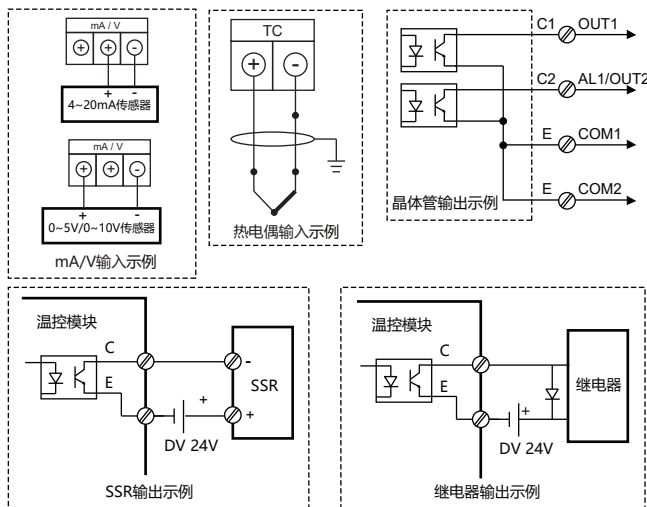 mA / V
+ + -
+ -
4~20mA传感器
mA / V
+ + -
+ -
0~5V/0~10V传感器
mA/V输入示例
TC
+ -
热电偶输入示例
C1 OUT1
C2 AL1/OUT2
E COM1
E COM2
晶体管输出示例
温控模块
C
E
-
SSR
+ +
DV 24V
SSR输出示例
温控模块
C
E
继电器
+
DV 24V
继电器输出示例